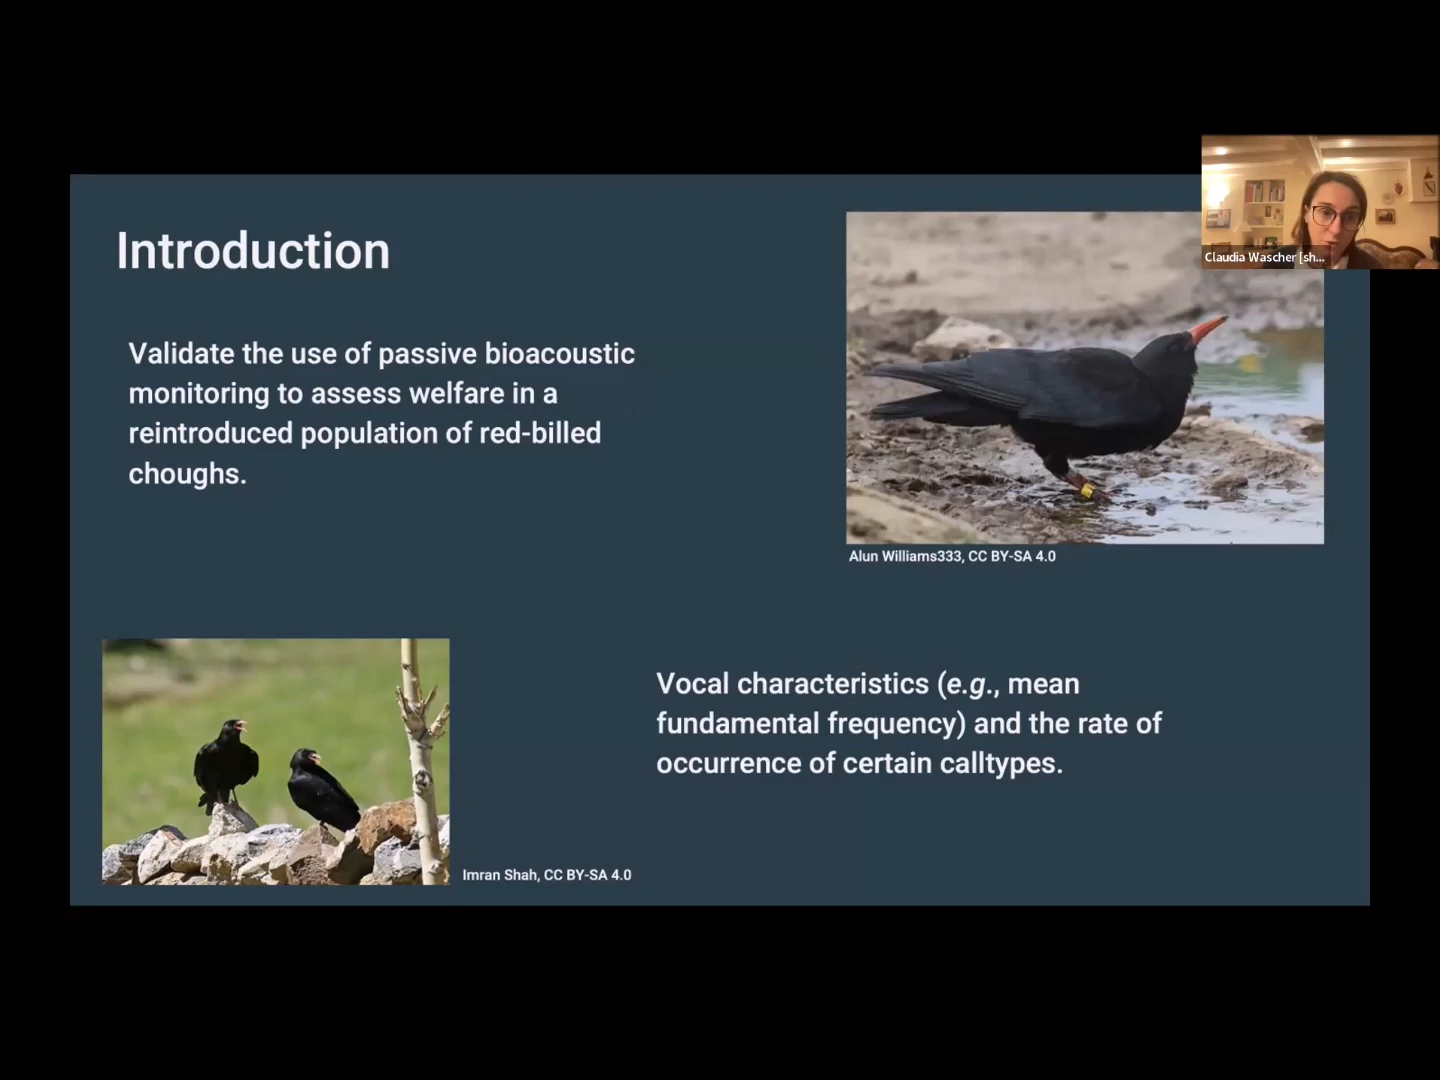 Introduction
Claudia Wascher [sh...
Validate the use of passive bioacoustic
monitoring to assess welfare in a
reintroduced population of red-billed
choughs.
Alun Williams333, CC BY-SA 4.0
Vocal characteristics (e.g., mean
fundamental frequency) and the rate of
occurrence of certain calltypes.
Imran Shah, CC BY-SA 4.0